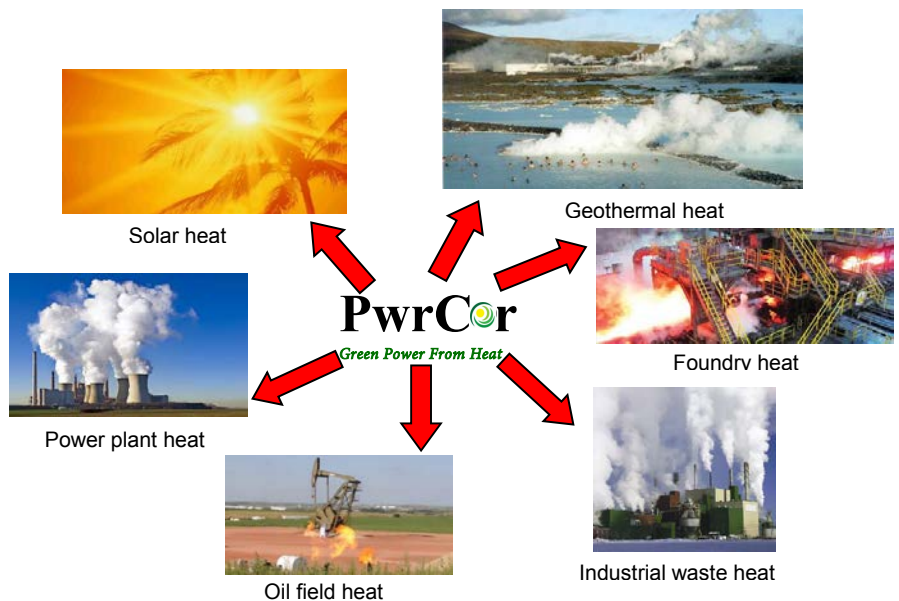 Geothermal heat
Solar heat
PwrCor
Green Power From Heat
Foundry heat
Power plant heat
Industrial waste heat
Oil field heat